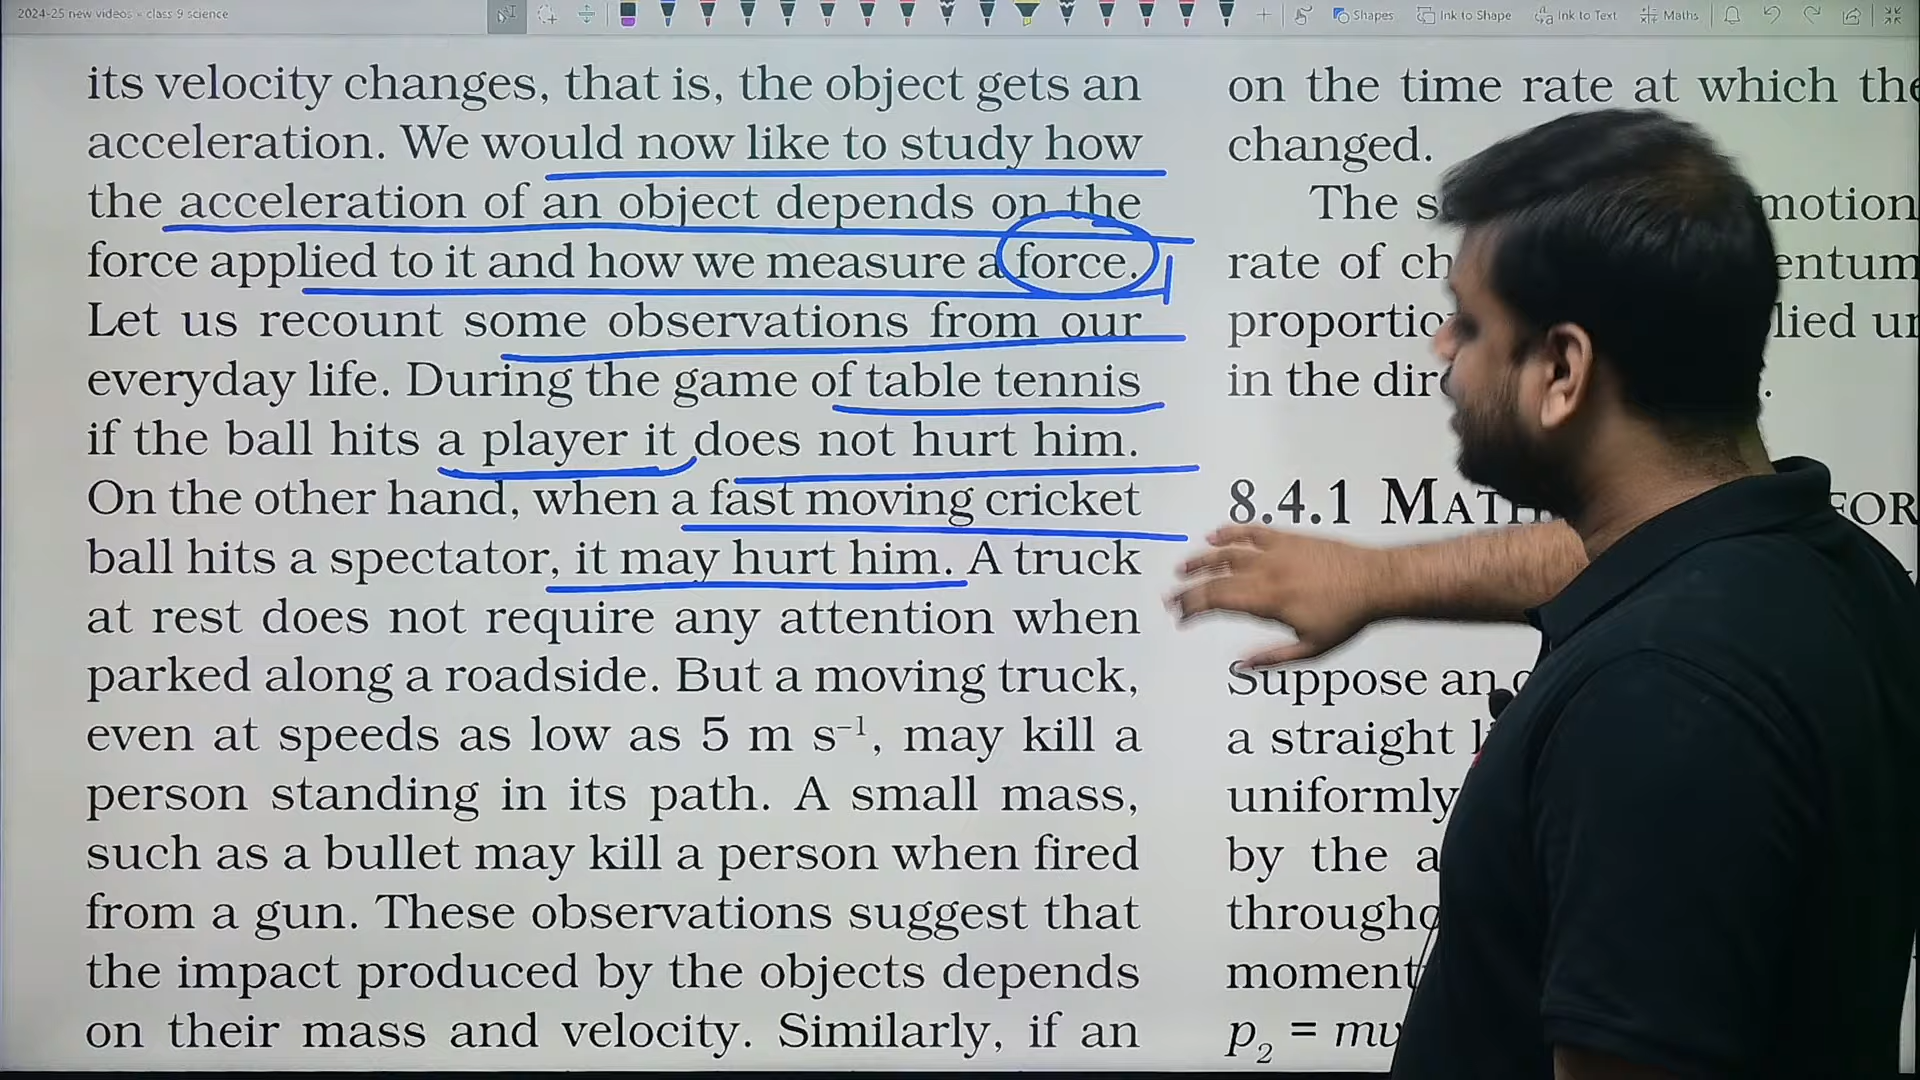 2024-25 new videos - class 9 science
Shapes
Ink to Shape
Ink to Text
Maths
its velocity changes, that is, the object gets an
acceleration. We would now like to study how
the acceleration of an object depends on the
force applied to it and how we measure a force.
Let us recount some observations from our
everyday life. During the game of table tennis
if the ball hits a player it does not hurt him.
On the other hand, when a fast moving cricket
ball hits a spectator, it may hurt him. A truck
at rest does not require any attention when
parked along a roadside. But a moving truck,
even at speeds as low as 5 m s⁻¹, may kill a
person standing in its path. A small mass,
such as a bullet may kill a person when fired
from a gun. These observations suggest that
the impact produced by the objects depends
on their mass and velocity. Similarly, if an
on the time rate at which the
changed.
The motion
rate of
in the
8.4.1
Suppose an
a straight
uniformly
by the
p₂ = mv